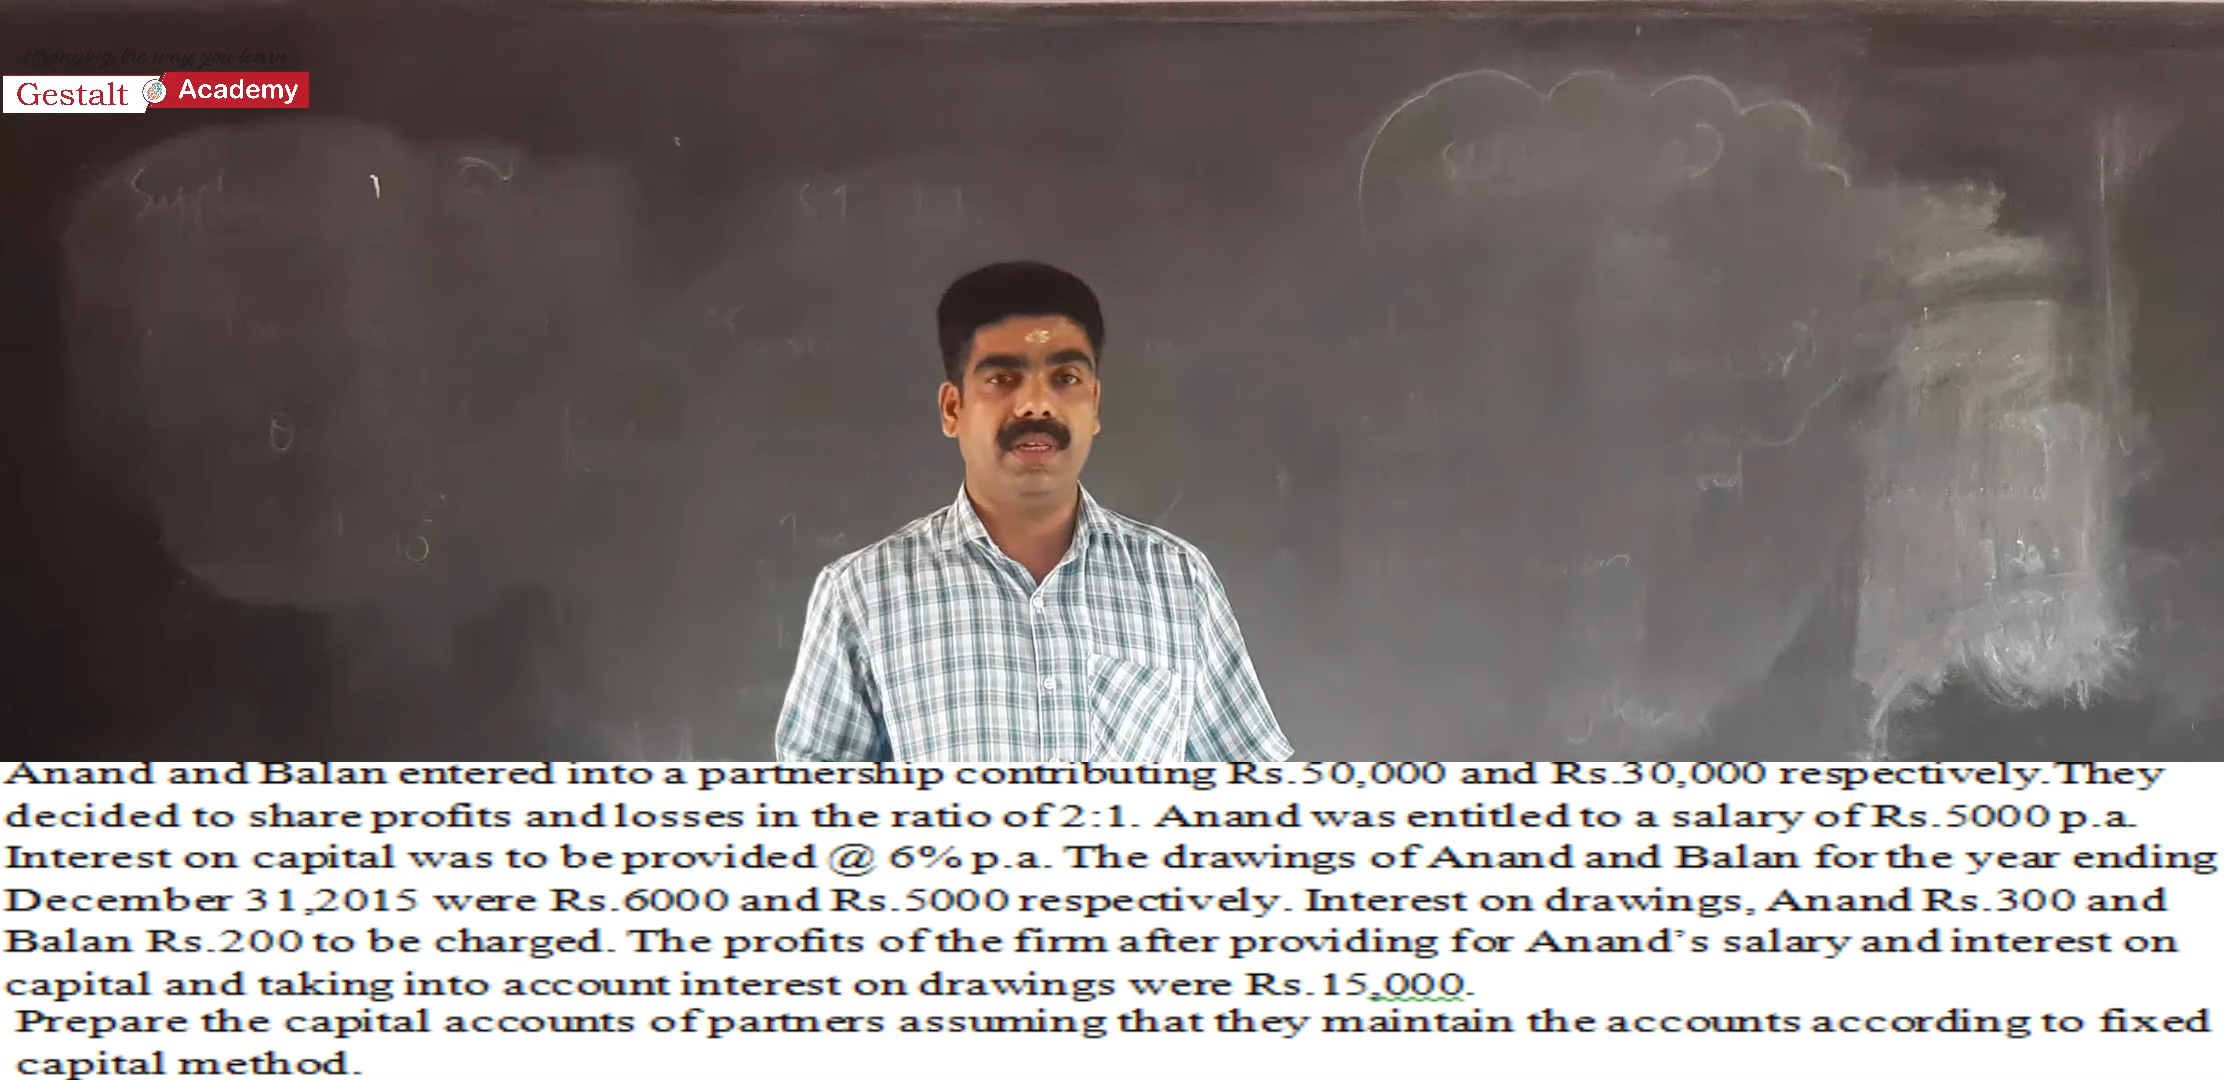 Changing the way you learn
Gestalt Academy
Anand and Balan entered into a partnership contributing Rs.50,000 and Rs.30,000 respectively.They
decided to share profits and losses in the ratio of 2:1. Anand was entitled to a salary of Rs.5000 p.a.
Interest on capital was to be provided @ 6% p.a. The drawings of Anand and Balan for the year ending
December 31,2015 were Rs.6000 and Rs.5000 respectively. Interest on drawings, Anand Rs.300 and
Balan Rs.200 to be charged. The profits of the firm after providing for Anand’s salary and interest on
capital and taking into account interest on drawings were Rs.15,000.
Prepare the capital accounts of partners assuming that they maintain the accounts according to fixed
capital method.